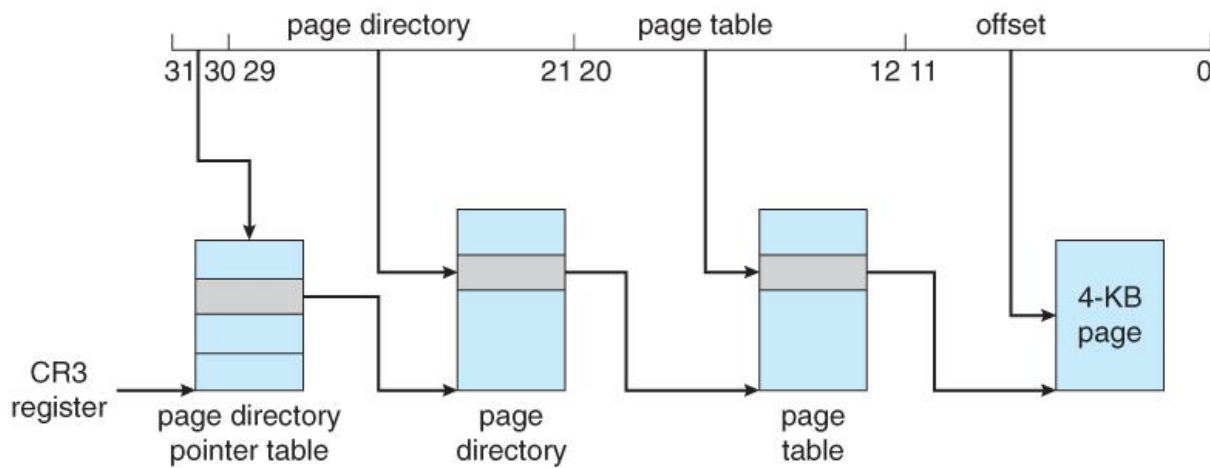 page directory page table offset
31 30 29 21 20 12 11 0
4-KB
page
CR3
register
page directory
pointer table
page
directory
page
table